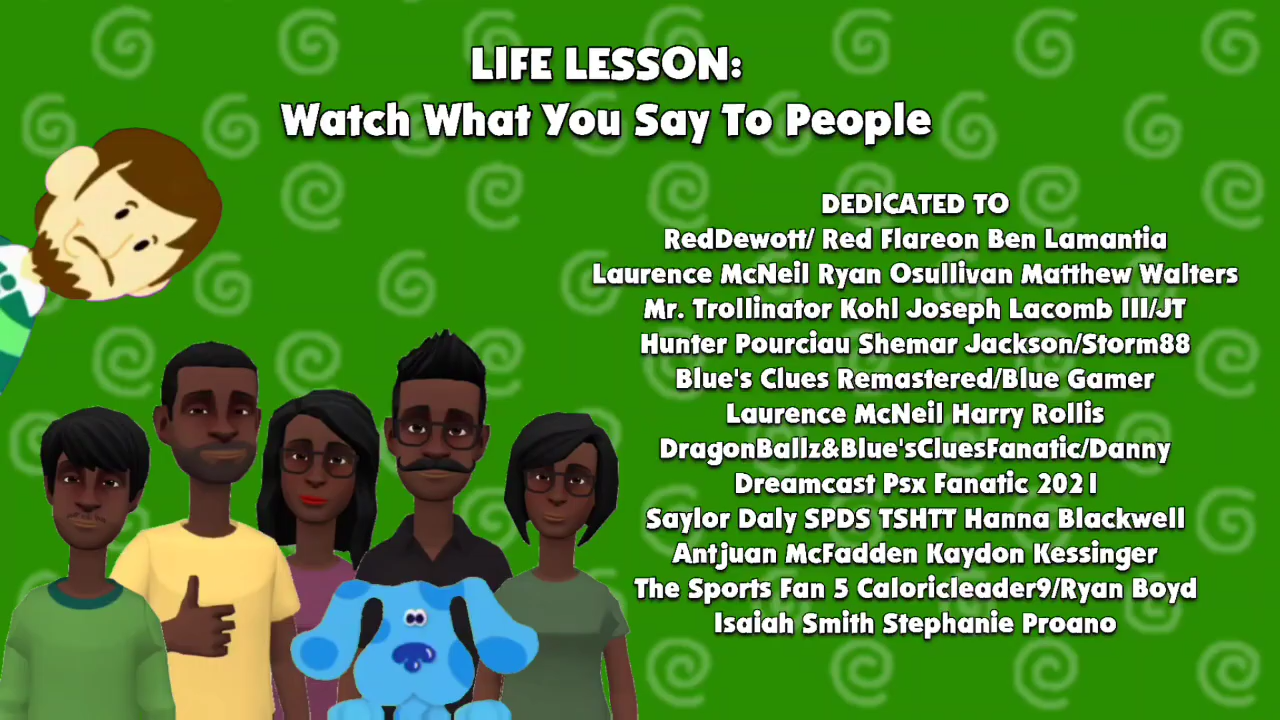 LIFE LESSON:
Watch What You Say To People
DEDICATED TO
RedDewott/ Red Flareon Ben Lamantia
Laurence McNeil Ryan Osullivan Matthew Walters
Mr. Trollinator Kohl Joseph Lacomb III/JT
Hunter Pourciau Shemar Jackson/Storm88
Blue's Clues Remastered/Blue Gamer
Laurence McNeil Harry Rollis
DragonBallz&Blue'sCluesFanatic/Danny
Dreamcast Psx Fanatic 2021
Saylor Daly SPDS TSHTT Hanna Blackwell
Antjuan McFadden Kaydon Kessinger
The Sports Fan 5 Caloricleader9/Ryan Boyd
Isaiah Smith Stephanie Proano